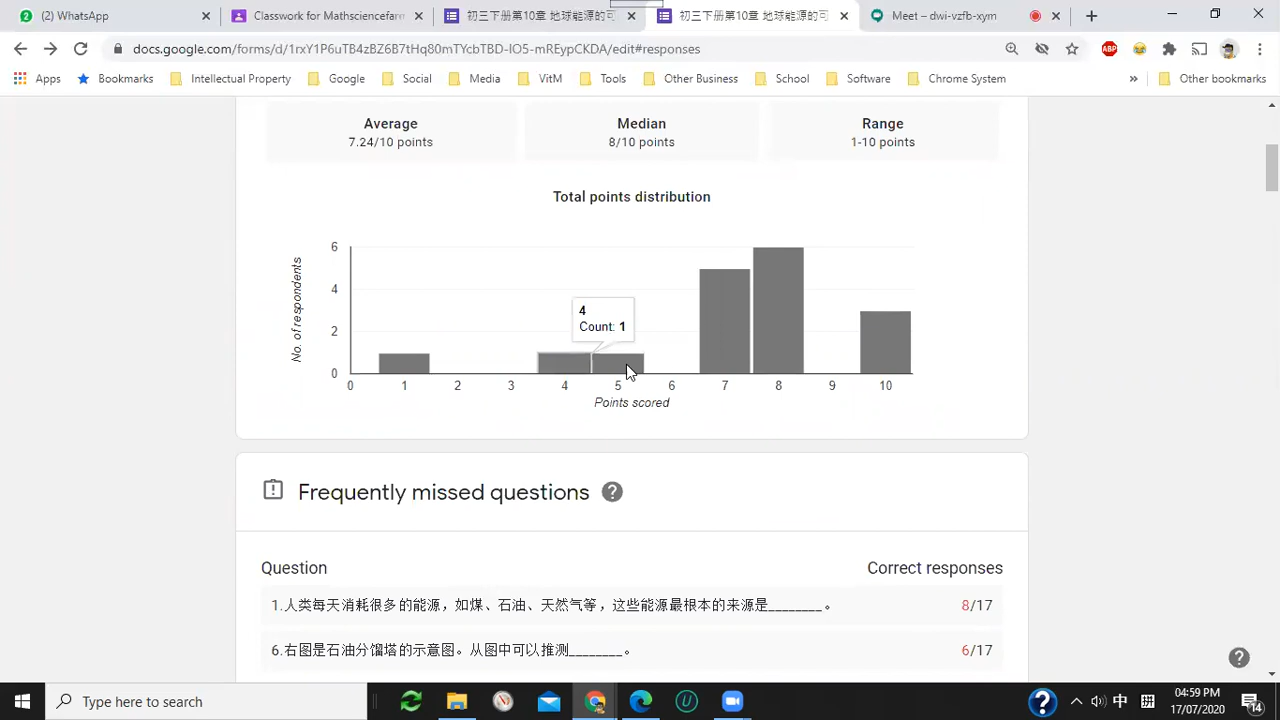 (2) WhatsApp
Classwork for Matnsciencefa
初三下册第10章 地球能源的可
初三下册第10章 地球能源的可
Meet – dwi-vzfb-xym
docs.google.com/forms/d/1rxY1P6uTB4zBZ6B7tHq80mTYcbTBD-IO5-mREypCKDA/edit#responses
Apps Bookmarks Intellectual Property Google Social Media VitM Tools Other Business School Software Chrome System » Other bookmarks
Average Median Range
7.24/10 points 8/10 points 1-10 points
Total points distribution
No. of respondents
6
4
2
0
4
Count: 1
0 1 2 3 4 5 6 7 8 9 10
Points scored
Frequently missed questions
Question Correct responses
1.人类每天消耗很多的能源，如煤、石油、天然气等，这些能源最根本的来源是________。 8/17
6.右图是石油分馏塔的示意图。从图中可以推测________。 6/17
Type here to search
中
04:59 PM
17/07/2020
14